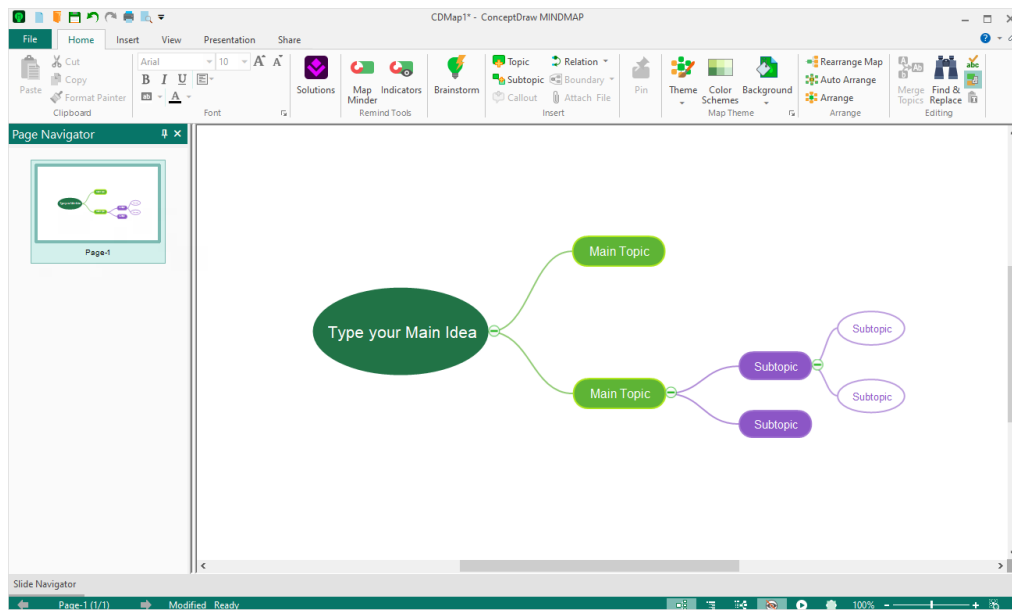 CDMap1* - ConceptDraw MINDMAP
File Home Insert View Presentation Share
Paste
Cut
Copy
Format Painter
Clipboard
Arial 10
B I U
Font
Solutions
Map Minder
Indicators
Remind Tools
Brainstorm
Topic
Subtopic
Callout
Relation
Boundary
Attach File
Insert
Pin
Theme
Color Schemes
Background
Map Theme
Rearrange Map
Auto Arrange
Arrange
Arrange
Merge Topics
Find & Replace
abc
Editing
Page Navigator
Page-1
Main Topic
Type your Main Idea
Subtopic
Subtopic
Main Topic
Subtopic
Subtopic
Slide Navigator
Page-1 (1/1) Modified Ready 100%